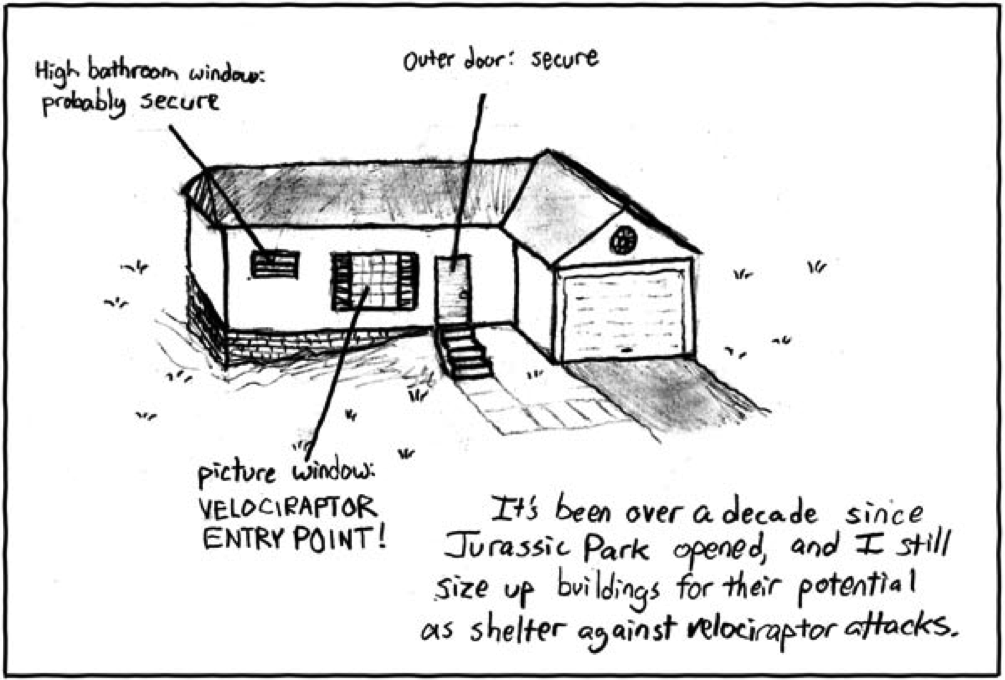 High bathroom window:
probably secure
Outer door: secure
picture window:
VELOCIRAPTOR
ENTRY POINT!
It's been over a decade since
Jurassic Park opened, and I still
size up buildings for their potential
as shelter against velociraptor attacks.